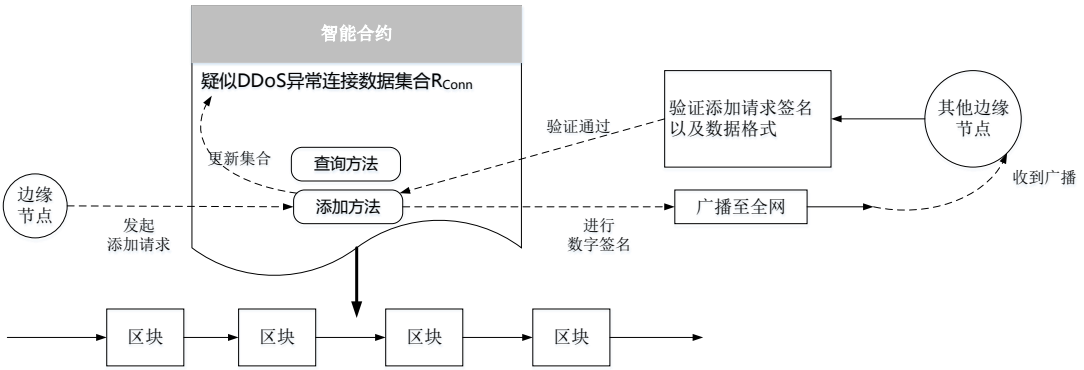 智能合约
疑似DDoS异常连接数据集合RConn
验证添加请求签名
以及数据格式
其他边缘
节点
验证通过
更新集合
查询方法
收到广播
边缘
节点
添加方法
广播至全网
发起
添加请求
进行
数字签名
区块
区块
区块
区块